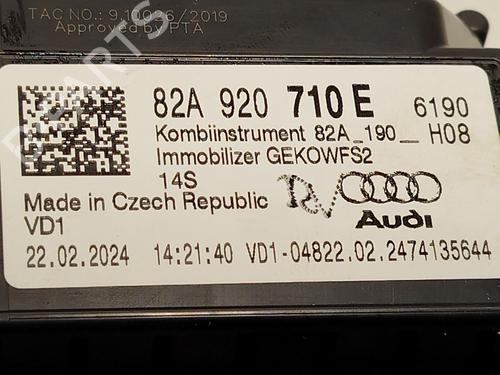 TAC NO.: 9.10026/2019
Approved by PTA
82A 920 710 E 6190
Kombiinstrument 82A_190__ H08
Immobilizer GEKOWFS2
14S
Made in Czech Republic
VD1
Audi
22.02.2024 14:21:40 VD1-04822.02.2474135644